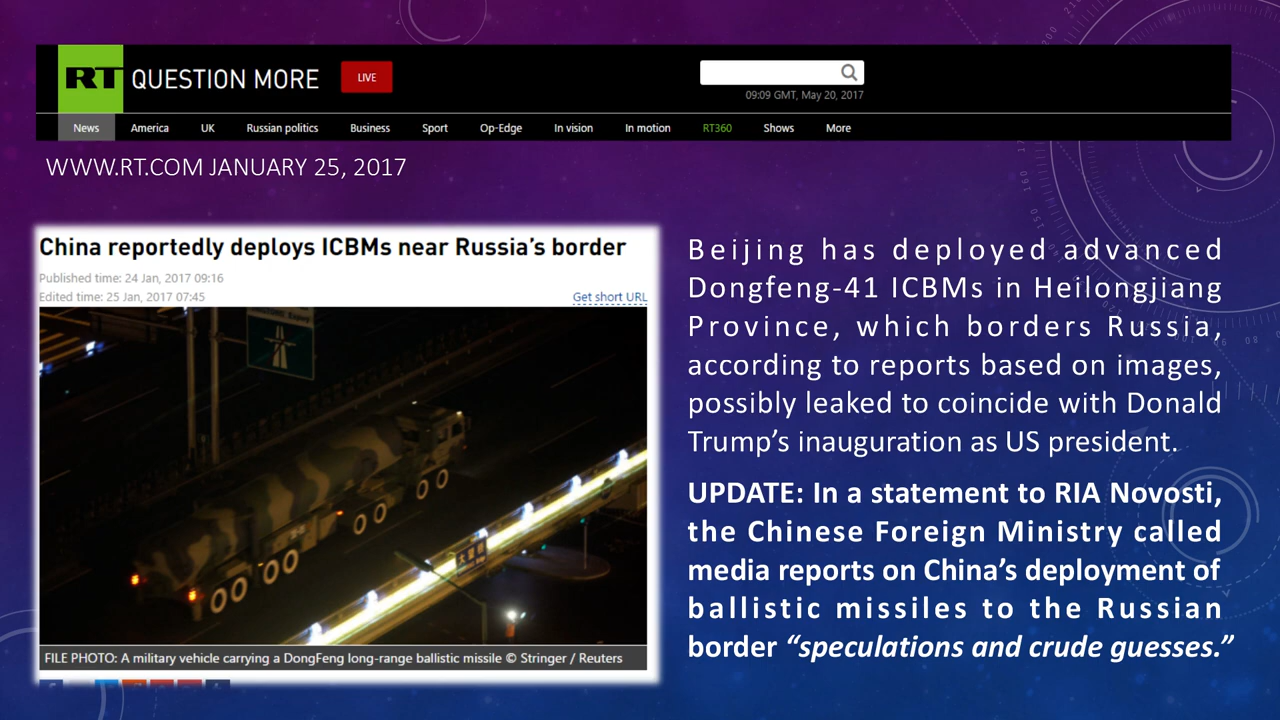 RT QUESTION MORE LIVE
09:09 GMT, May 20, 2017
News America UK Russian politics Business Sport Op-Edge In vision In motion RT360 Shows More
WWW.RT.COM JANUARY 25, 2017
China reportedly deploys ICBMs near Russia's border
Published time: 24 Jan, 2017 09:16
Edited time: 25 Jan, 2017 07:45
Get short URL
FILE PHOTO: A military vehicle carrying a DongFeng long-range ballistic missile © Stringer / Reuters
Beijing has deployed advanced
Dongfeng-41 ICBMs in Heilongjiang
Province, which borders Russia,
according to reports based on images,
possibly leaked to coincide with Donald
Trump's inauguration as US president.
UPDATE: In a statement to RIA Novosti,
the Chinese Foreign Ministry called
media reports on China's deployment of
ballistic missiles to the Russian
border “speculations and crude guesses.”